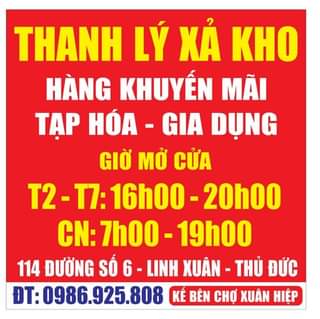 THANH LÝ XẢ KHO
HÀNG KHUYẾN MÃI
TẠP HÓA - GIA DỤNG
GIỜ MỞ CỬA
T2 - T7: 16h00 - 20h00
CN: 7h00 - 19h00
114 ĐƯỜNG SỐ 6 - LINH XUÂN - THỦ ĐỨC
ĐT: 0986.925.808 KẾ BÊN CHỢ XUÂN HIỆP